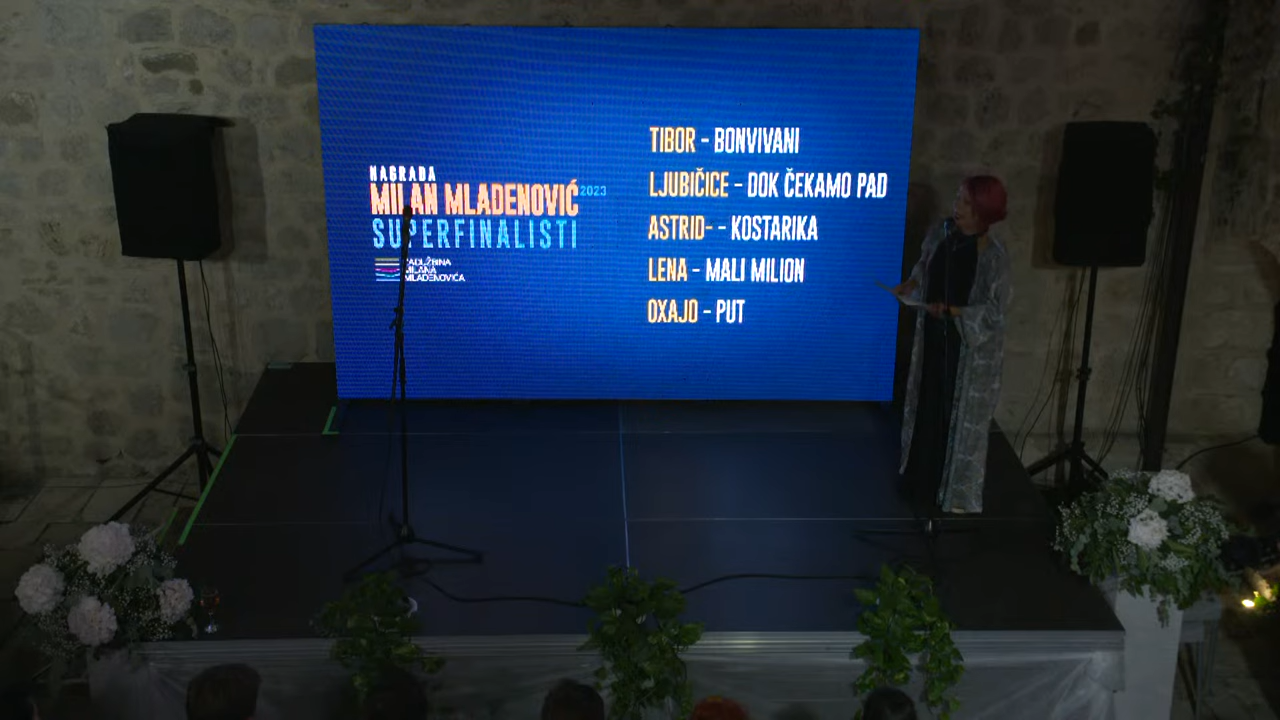 NAGRADA
MILAN MLADENOVIĆ 2023
SUPERFINALISTI
ZADUŽBINA
MILANA
MLADENOVIĆA
TIBOR - BONVIVANI
LJUBIČICE - DOK ČEKAMO PAD
ASTRID- - KOSTARIKA
LENA - MALI MILION
OXAJO - PUT